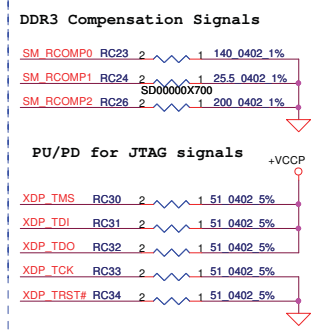 DDR3 Compensation Signals
SM_RCOMP0 RC23 2 1 140_0402_1%
SM_RCOMP1 RC24 2 1 25.5_0402_1%
SD00000X700
SM_RCOMP2 RC26 2 1 200_0402_1%
PU/PD for JTAG signals
+VCCP
XDP_TMS RC30 2 1 51_0402_5%
XDP_TDI RC31 2 1 51_0402_5%
XDP_TDO RC32 2 1 51_0402_5%
XDP_TCK RC33 2 1 51_0402_5%
XDP_TRST# RC34 2 1 51_0402_5%